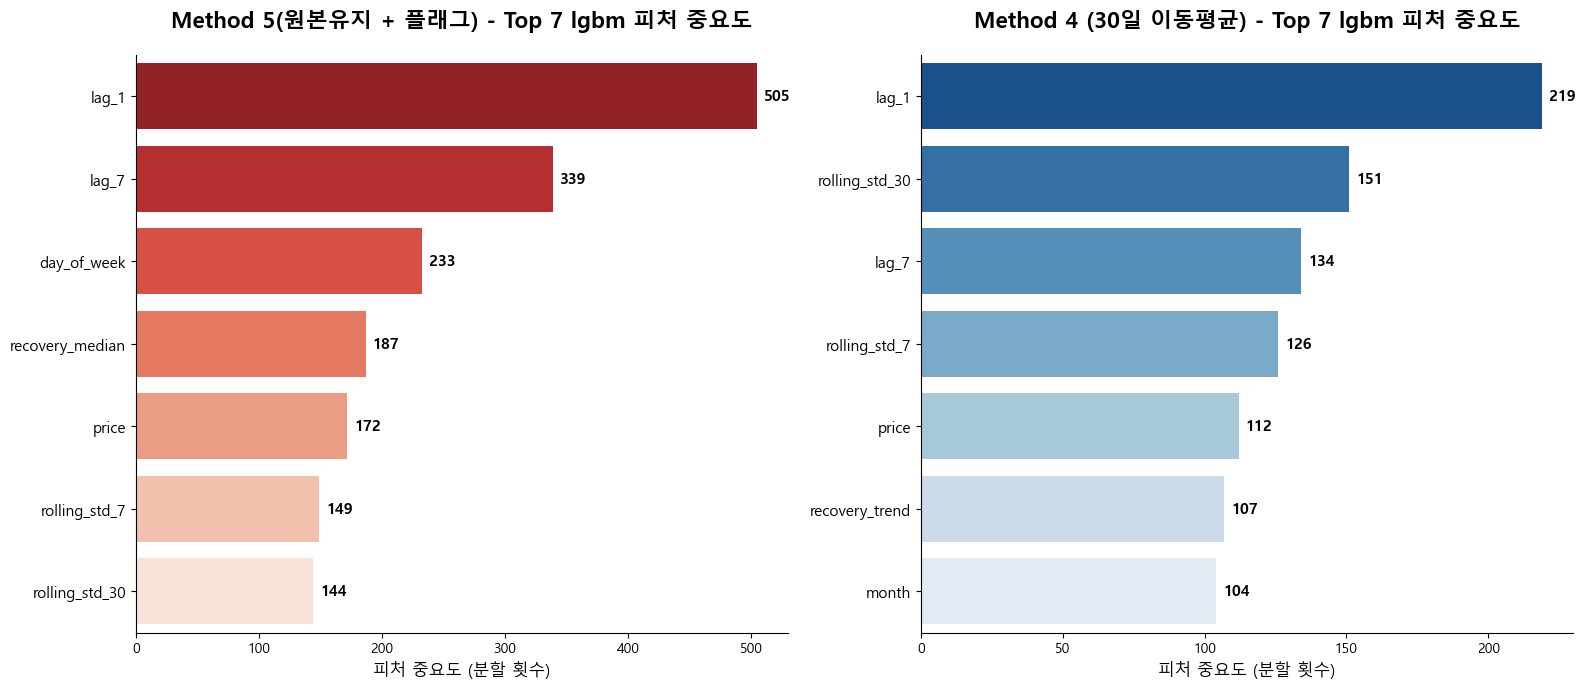 Method 5(원본유지 + 플래그) - Top 7 lgbm 피처 중요도
lag_1
505
lag_7
339
day_of_week
233
recovery_median
187
price
172
rolling_std_7
149
rolling_std_30
144
0 100 200 300 400 500
피처 중요도 (분할 횟수)
Method 4 (30일 이동평균) - Top 7 lgbm 피처 중요도
lag_1
219
rolling_std_30
151
lag_7
134
rolling_std_7
126
price
112
recovery_trend
107
month
104
0 50 100 150 200
피처 중요도 (분할 횟수)